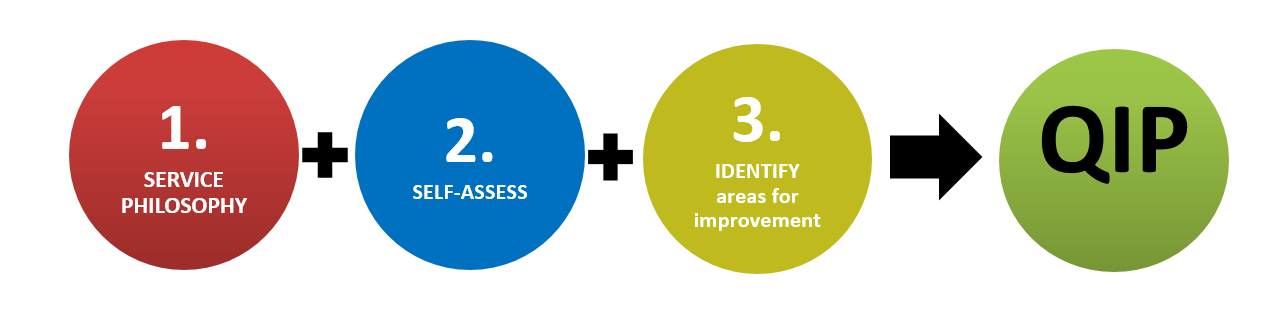 1.
SERVICE
PHILOSOPHY
2.
SELF-ASSESS
3.
IDENTIFY
areas for
improvement
QIP